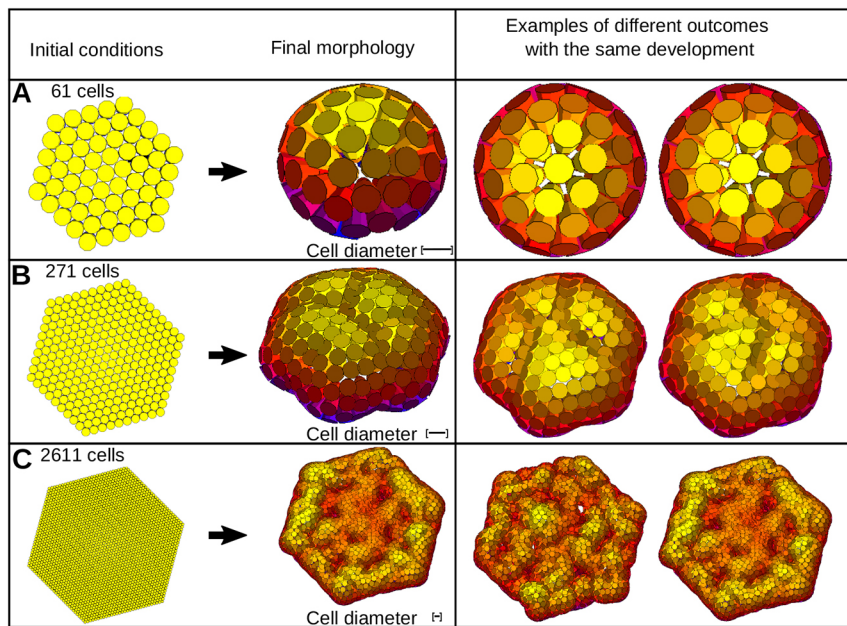 Initial conditions
Final morphology
Examples of different outcomes
with the same development
A
61 cells
Cell diameter
B
271 cells
Cell diameter
C
2611 cells
Cell diameter